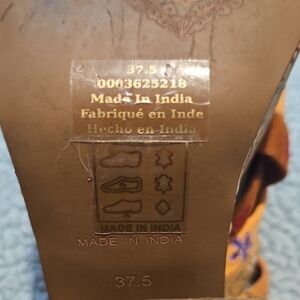 37.5
0003625218
Made In India
Fabriqué en Inde
Hecho en India
MADE IN INDIA
MADE IN INDIA
37.5